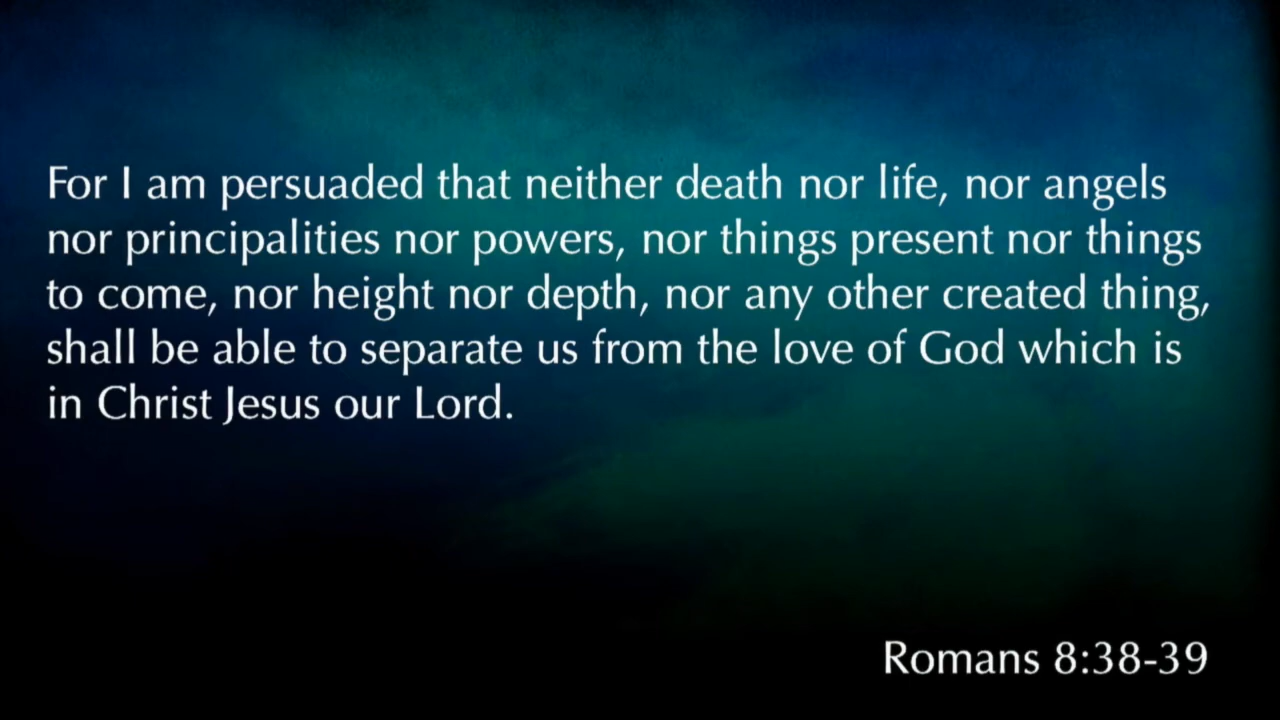 For I am persuaded that neither death nor life, nor angels
nor principalities nor powers, nor things present nor things
to come, nor height nor depth, nor any other created thing,
shall be able to separate us from the love of God which is
in Christ Jesus our Lord.
Romans 8:38-39